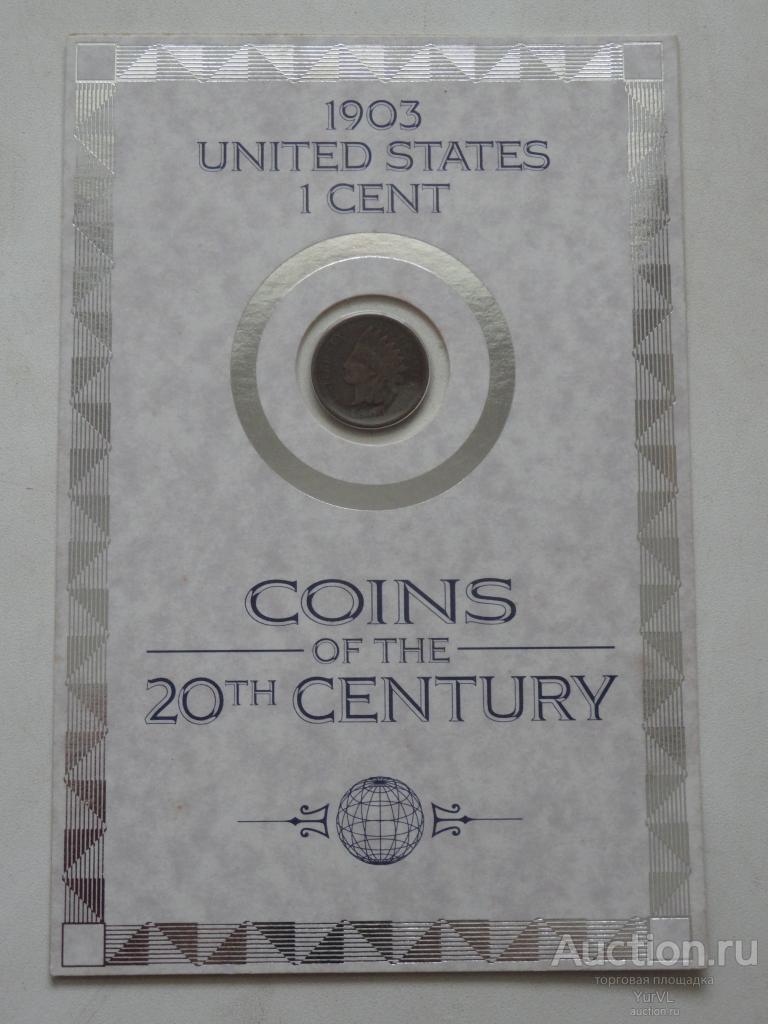 1903
UNITED STATES
1 CENT
COINS
OF THE
20TH CENTURY
Auction.ru
торговая площадка
YurVL
auction.ru